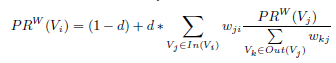 PR^W(V_i) = (1 − d) + d * \sum_{V_j \in In(V_i)} w_{ji} \frac{PR^W(V_j)}{\sum_{V_k \in Out(V_j)} w_{kj}}